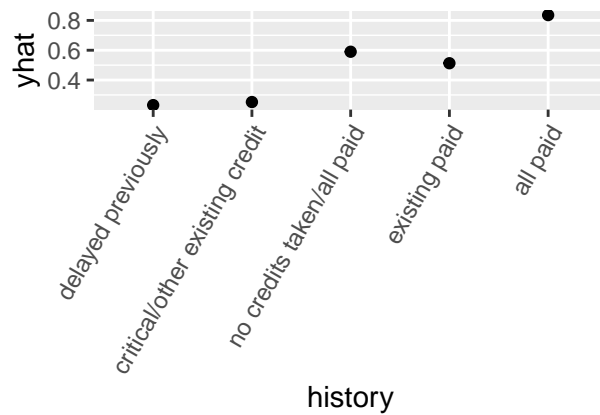 yhat
0.8
0.6
0.4
delayed previously
critical/other existing credit
no credits taken/all paid
existing paid
all paid
history